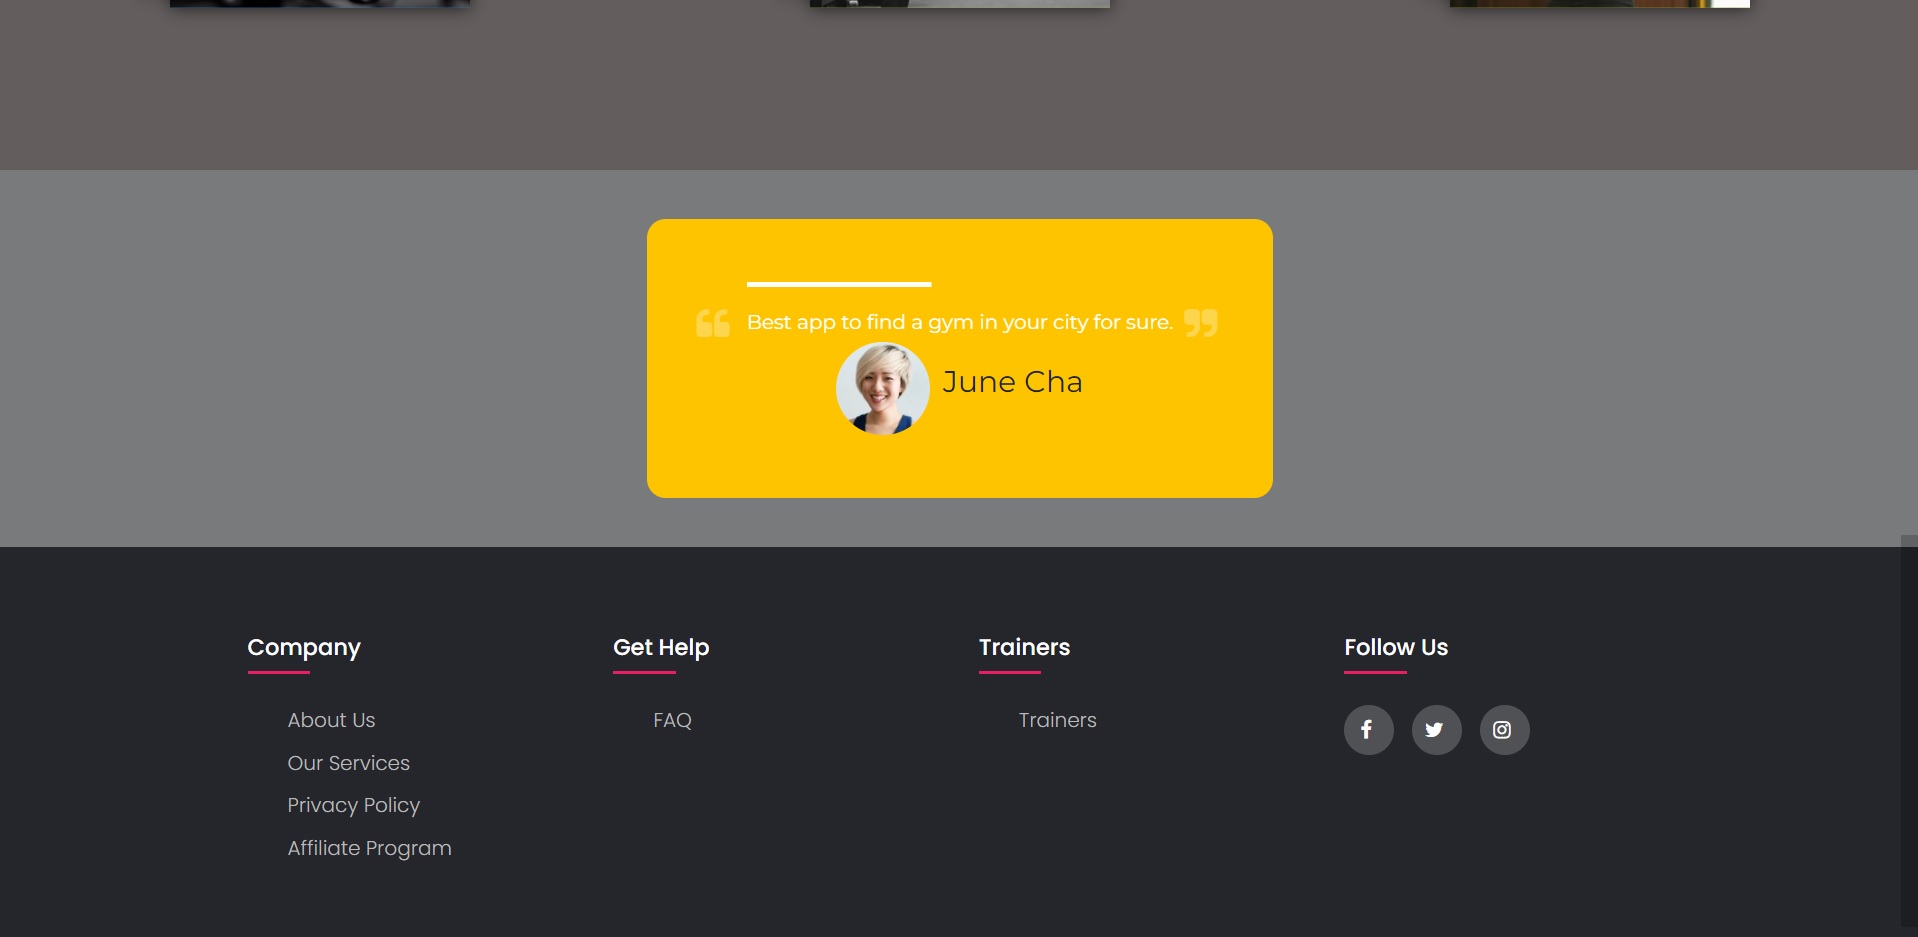 Best app to find a gym in your city for sure.
June Cha
Company
About Us
Our Services
Privacy Policy
Affiliate Program
Get Help
FAQ
Trainers
Trainers
Follow Us